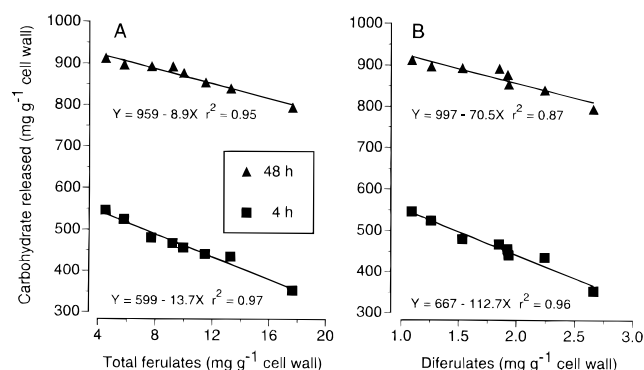 A
B
Carbohydrate released (mg g⁻¹ cell wall)
1000
900
800
700
600
500
400
300
1000
900
800
700
600
500
400
300
Y = 959 - 8.9X r² = 0.95
Y = 997 - 70.5X r² = 0.87
48 h
4 h
Y = 599 - 13.7X r² = 0.97
Y = 667 - 112.7X r² = 0.96
4 8 12 16 20
1.0 1.5 2.0 2.5 3.0
Total ferulates (mg g⁻¹ cell wall)
Diferulates (mg g⁻¹ cell wall)